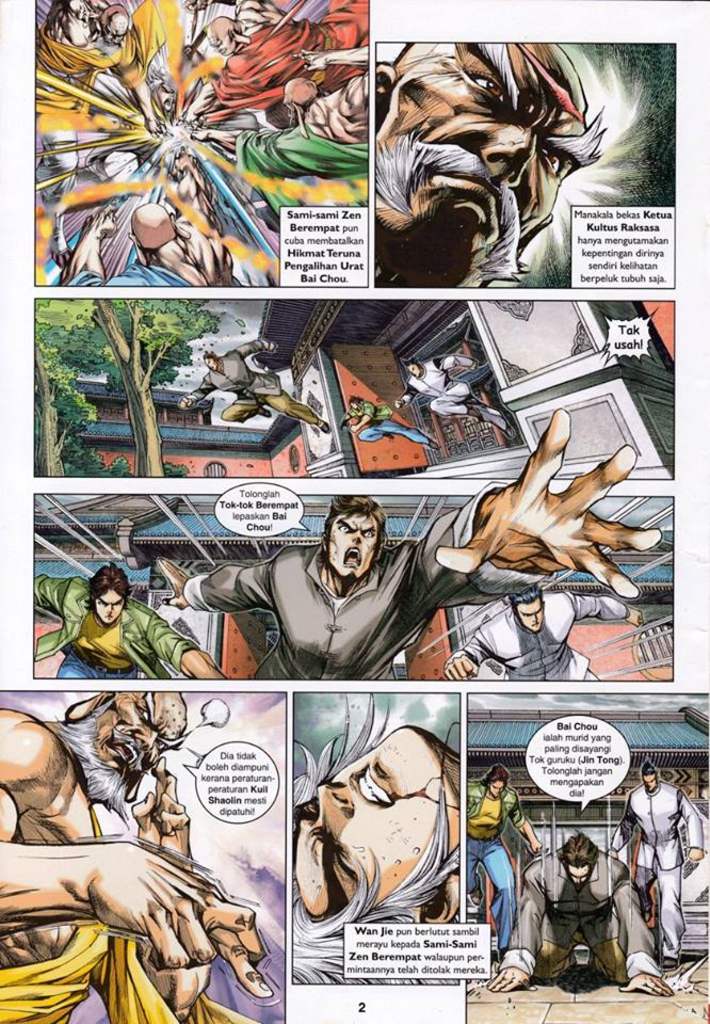 Sami-sami Zen
Berempat pun
cuba membatalkan
Hikmat Teruna
Pengalihan Urat
Bai Chou.
Manakala bekas Ketua
Kultus Raksasa
hanya mengutamakan
kepentingan dirinya
sendiri kelihatan
berpeluk tubuh saja.
Tak
usah!
Tolonglah
Tok-tok Berempat
lepaskan Bai
Chou!
Dia tidak
boleh diampuni
kerana peraturan-
peraturan Kuil
Shaolin mesti
dipatuhi!
Wan Jie pun berlutut sambil
merayu kepada Sami-Sami
Zen Berempat walaupun per-
mintaannya telah ditolak mereka.
Bai Chou
ialah murid yang
paling disayangi
Tok guruku (Jin Tong).
Tolonglah jangan
mengapakan
dia!
2